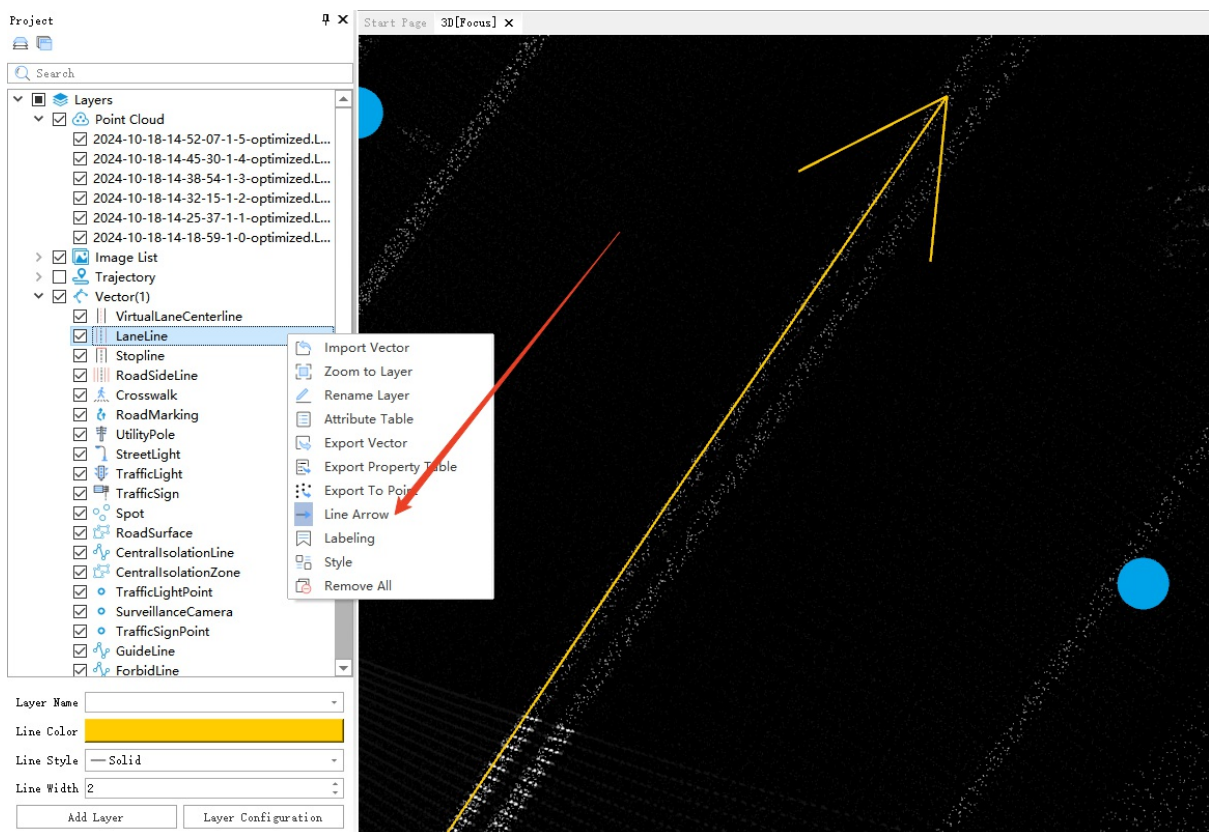 Project
Start Page 3D[Focus]
Search
Layers
Point Cloud
2024-10-18-14-52-07-1-5-optimized.L...
2024-10-18-14-45-30-1-4-optimized.L...
2024-10-18-14-38-54-1-3-optimized.L...
2024-10-18-14-32-15-1-2-optimized.L...
2024-10-18-14-25-37-1-1-optimized.L...
2024-10-18-14-18-59-1-0-optimized.L...
Image List
Trajectory
Vector(1)
VirtualLaneCenterline
LaneLine
Stopline
RoadSideLine
Crosswalk
RoadMarking
UtilityPole
StreetLight
TrafficLight
TrafficSign
Spot
RoadSurface
CentralIsolationLine
CentralIsolationZone
TrafficLightPoint
SurveillanceCamera
TrafficSignPoint
GuideLine
ForbidLine
Import Vector
Zoom to Layer
Rename Layer
Attribute Table
Export Vector
Export Property Table
Export To Point
Line Arrow
Labeling
Style
Remove All
Layer Name
Line Color
Line Style Solid
Line Width 2
Add Layer Layer Configuration